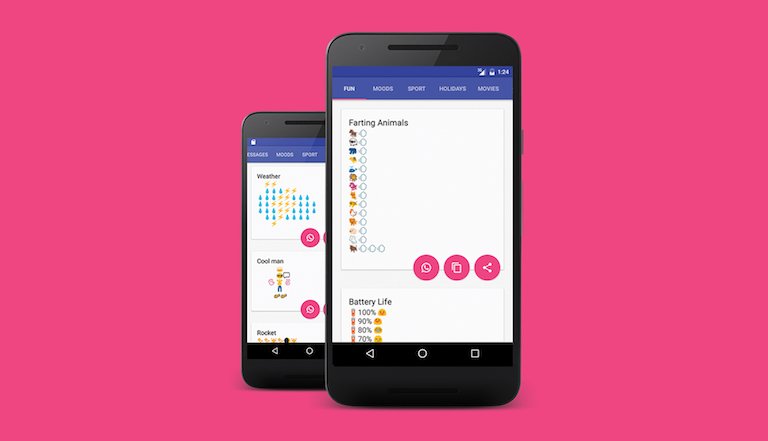 1:24
FUN MOODS SPORT HOLIDAYS MOVIES
Farting Animals
Battery Life
100%
90%
80%
70%
ESSAGES MOODS SPORT
Weather
Cool man
Rocket